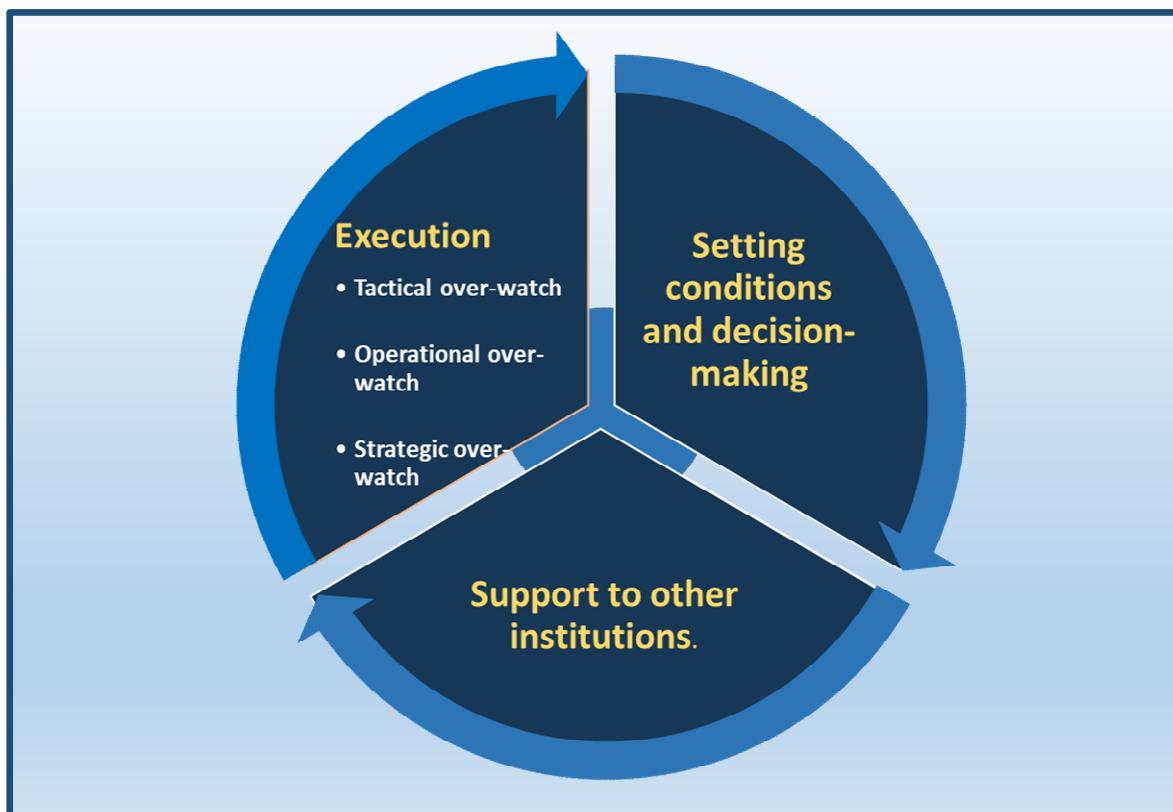 Execution
• Tactical over-watch
• Operational over-
watch
• Strategic over-
watch
Setting
conditions
and decision-
making
Support to other
institutions.